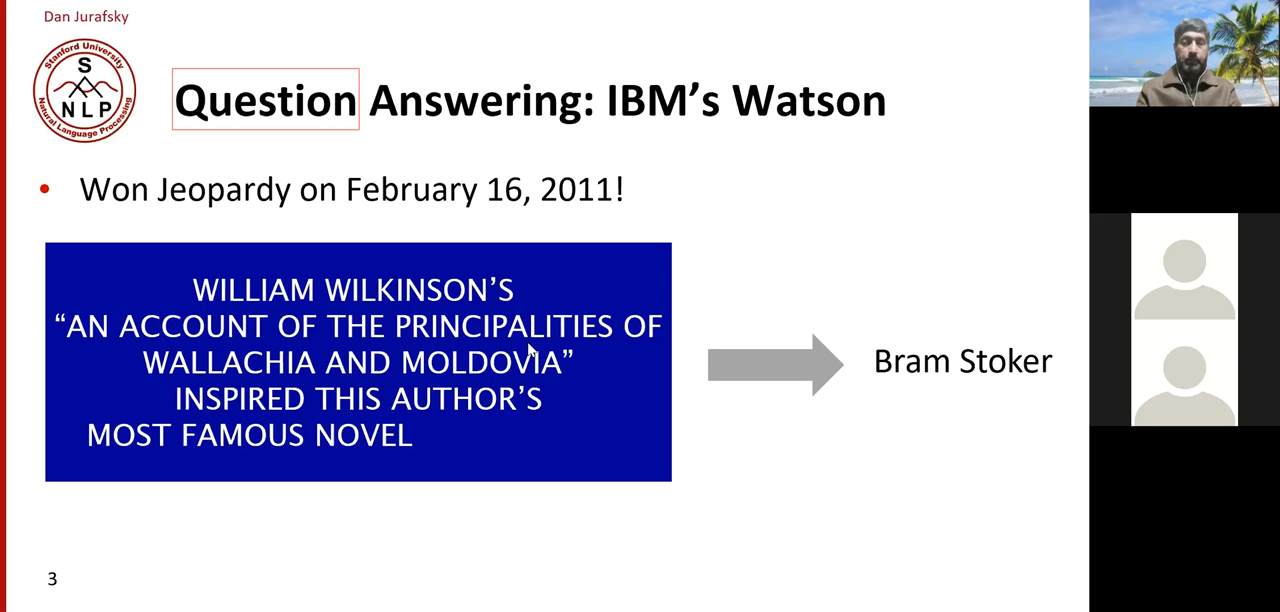 Dan Jurafsky
Stanford University
S
NLP
Natural Language Processing
Question Answering: IBM’s Watson
• Won Jeopardy on February 16, 2011!
WILLIAM WILKINSON’S
“AN ACCOUNT OF THE PRINCIPALITIES OF
WALLACHIA AND MOLDOVIA”
INSPIRED THIS AUTHOR’S
MOST FAMOUS NOVEL
Bram Stoker
3